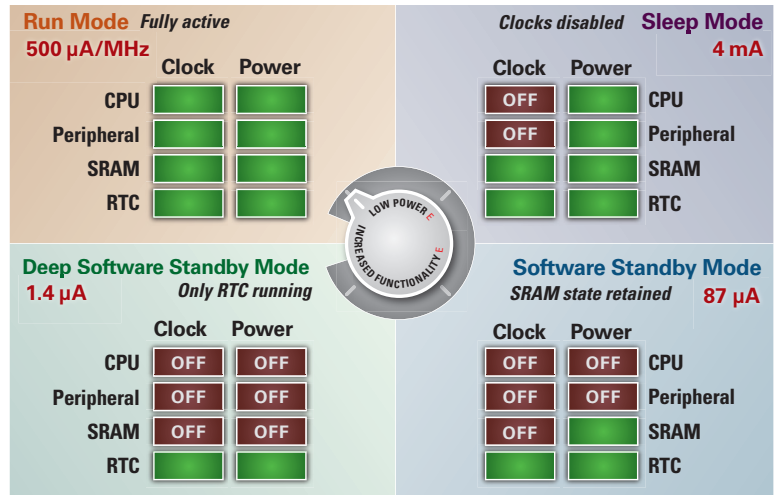 Run Mode Fully active
500 µA/MHz
Clock Power
CPU
Peripheral
SRAM
RTC
Clocks disabled Sleep Mode
4 mA
Clock Power
OFF CPU
OFF Peripheral
SRAM
RTC
LOW POWER E
INCREASED FUNCTIONALITY E
Deep Software Standby Mode
1.4 µA Only RTC running
Clock Power
CPU OFF OFF
Peripheral OFF OFF
SRAM OFF OFF
RTC
Software Standby Mode
SRAM state retained 87 µA
Clock Power
OFF OFF CPU
OFF OFF Peripheral
OFF SRAM
RTC